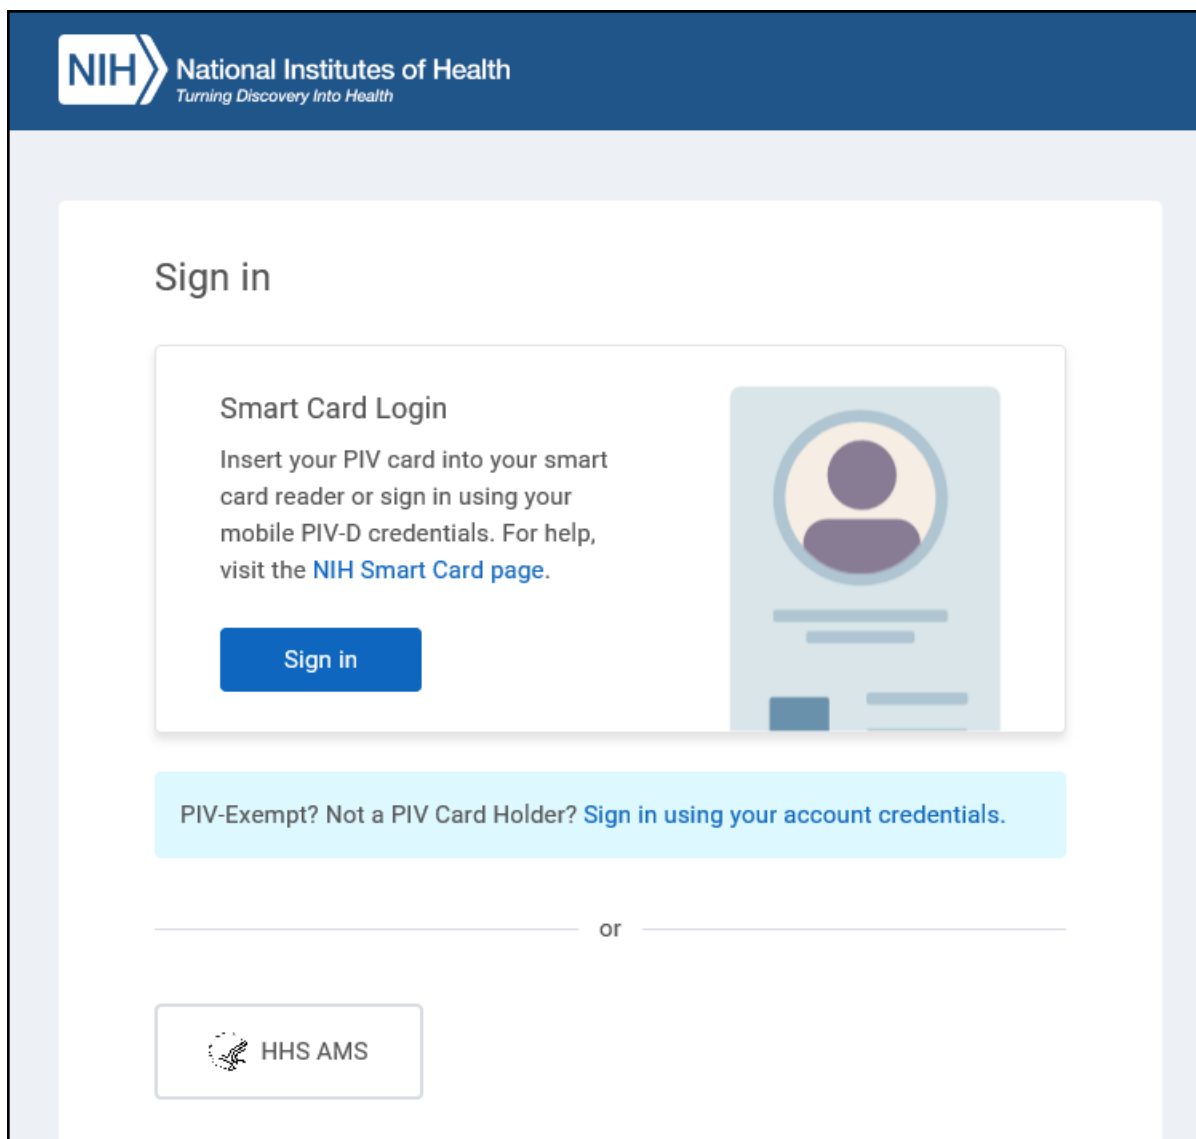 NIH
National Institutes of Health
Turning Discovery Into Health
Sign in
Smart Card Login
Insert your PIV card into your smart
card reader or sign in using your
mobile PIV-D credentials. For help,
visit the NIH Smart Card page.
Sign in
PIV-Exempt? Not a PIV Card Holder? Sign in using your account credentials.
or
HHS AMS